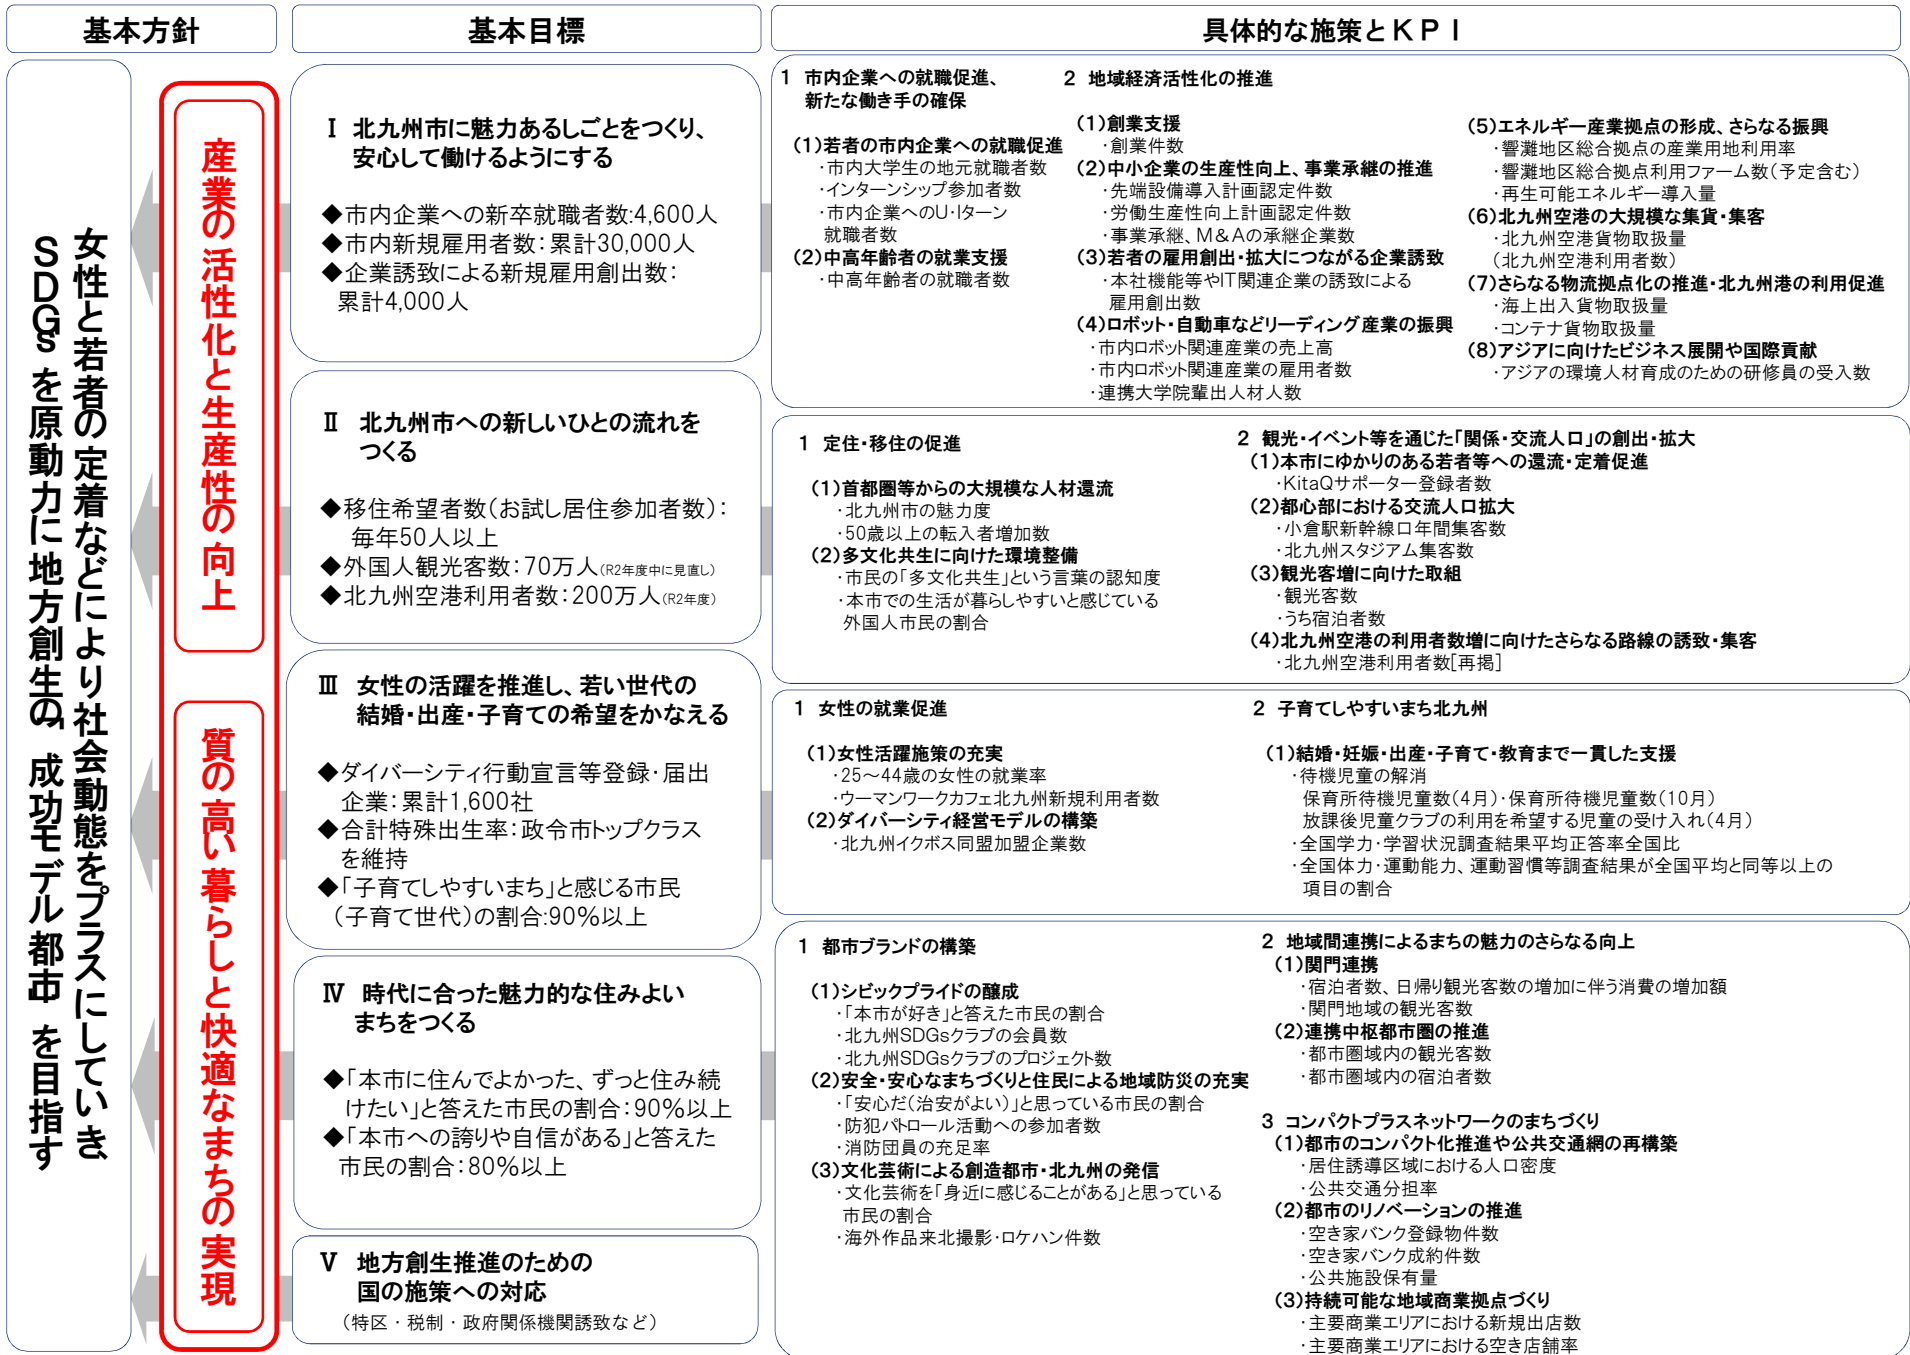 基本方針
基本目標
具体的な施策とＫＰＩ
女性と若者の定着などにより社会動態をプラスにしていき、
ＳＤＧｓを原動力に地方創生の「成功モデル都市」を目指す
産業の活性化と生産性の向上
質の高い暮らしと快適なまちの実現
Ⅰ 北九州市に魅力あるしごとをつくり、
安心して働けるようにする
◆市内企業への新卒就職者数:4,600人
◆市内新規雇用者数：累計30,000人
◆企業誘致による新規雇用創出数：
累計4,000人
Ⅱ 北九州市への新しいひとの流れを
つくる
◆移住希望者数（お試し居住参加者数）：
毎年50人以上
◆外国人観光客数：70万人（R2年度中に見直し）
◆北九州空港利用者数：200万人（R2年度）
Ⅲ 女性の活躍を推進し、若い世代の
結婚・出産・子育ての希望をかなえる
◆ダイバーシティ行動宣言等登録・届出
企業：累計1,600社
◆合計特殊出生率：政令市トップクラス
を維持
◆「子育てしやすいまち」と感じる市民
（子育て世代）の割合:90％以上
Ⅳ 時代に合った魅力的な住みよい
まちをつくる
◆「本市に住んでよかった、ずっと住み続
けたい」と答えた市民の割合：90％以上
◆「本市への誇りや自信がある」と答えた
市民の割合：80％以上
Ⅴ 地方創生推進のための
国の施策への対応
（特区・税制・政府関係機関誘致など）
1 市内企業への就職促進、
新たな働き手の確保
（1）若者の市内企業への就職促進
・市内大学生の地元就職者数
・インターンシップ参加者数
・市内企業へのU・Iターン
就職者数
（2）中高年齢者の就業支援
・中高年齢者の就職者数
2 地域経済活性化の推進
（1）創業支援
・創業件数
（2）中小企業の生産性向上、事業承継の推進
・先端設備導入計画認定件数
・労働生産性向上計画認定件数
・事業承継、M&Aの承継企業数
（3）若者の雇用創出・拡大につながる企業誘致
・本社機能等やIT関連企業の誘致による
雇用創出数
（4）ロボット・自動車などリーディング産業の振興
・市内ロボット関連産業の売上高
・市内ロボット関連産業の雇用者数
・連携大学院輩出人材人数
（5）エネルギー産業拠点の形成、さらなる振興
・響灘地区総合拠点の産業用地利用率
・響灘地区総合拠点利用ファーム数（予定含む）
・再生可能エネルギー導入量
（6）北九州空港の大規模な集貨・集客
・北九州空港貨物取扱量
（北九州空港利用者数）
（7）さらなる物流拠点化の推進・北九州港の利用促進
・海上出入貨物取扱量
・コンテナ貨物取扱量
（8）アジアに向けたビジネス展開や国際貢献
・アジアの環境人材育成のための研修員の受入数
1 定住・移住の促進
（1）首都圏等からの大規模な人材還流
・北九州市の魅力度
・50歳以上の転入者増加数
（2）多文化共生に向けた環境整備
・市民の「多文化共生」という言葉の認知度
・本市での生活が暮らしやすいと感じている
外国人市民の割合
2 観光・イベント等を通じた「関係・交流人口」の創出・拡大
（1）本市にゆかりのある若者等への還流・定着促進
・KitaQサポーター登録者数
（2）都心部における交流人口拡大
・小倉駅新幹線口年間集客数
・北九州スタジアム集客数
（3）観光客増に向けた取組
・観光客数
・うち宿泊者数
（4）北九州空港の利用者数増に向けたさらなる路線の誘致・集客
・北九州空港利用者数［再掲］
1 女性の就業促進
（1）女性活躍施策の充実
・25～44歳の女性の就業率
・ウーマンワークカフェ北九州新規利用者数
（2）ダイバーシティ経営モデルの構築
・北九州イクボス同盟加盟企業数
2 子育てしやすいまち北九州
（1）結婚・妊娠・出産・子育て・教育まで一貫した支援
・待機児童の解消
保育所待機児童数（4月）・保育所待機児童数（10月）
放課後児童クラブの利用を希望する児童の受け入れ（4月）
・全国学力・学習状況調査結果平均正答率全国比
・全国体力・運動能力、運動習慣等調査結果が全国平均と同等以上の
項目の割合
1 都市ブランドの構築
（1）シビックプライドの醸成
・「本市が好き」と答えた市民の割合
・北九州SDGsクラブの会員数
・北九州SDGsクラブのプロジェクト数
（2）安全・安心なまちづくりと住民による地域防災の充実
・「安心だ（治安がよい）」と思っている市民の割合
・防犯パトロール活動への参加者数
・消防団員の充足率
（3）文化芸術による創造都市・北九州の発信
・文化芸術を「身近に感じることがある」と思っている
市民の割合
・海外作品来北撮影・ロケハン件数
2 地域間連携によるまちの魅力のさらなる向上
（1）関門連携
・宿泊者数、日帰り観光客数の増加に伴う消費の増加額
・関門地域の観光客数
（2）連携中枢都市圏の推進
・都市圏域内の観光客数
・都市圏域内の宿泊者数
3 コンパクトプラスネットワークのまちづくり
（1）都市のコンパクト化推進や公共交通網の再構築
・居住誘導区域における人口密度
・公共交通分担率
（2）都市のリノベーションの推進
・空き家バンク登録物件数
・空き家バンク成約件数
・公共施設保有量
（3）持続可能な地域商業拠点づくり
・主要商業エリアにおける新規出店数
・主要商業エリアにおける空き店舗率